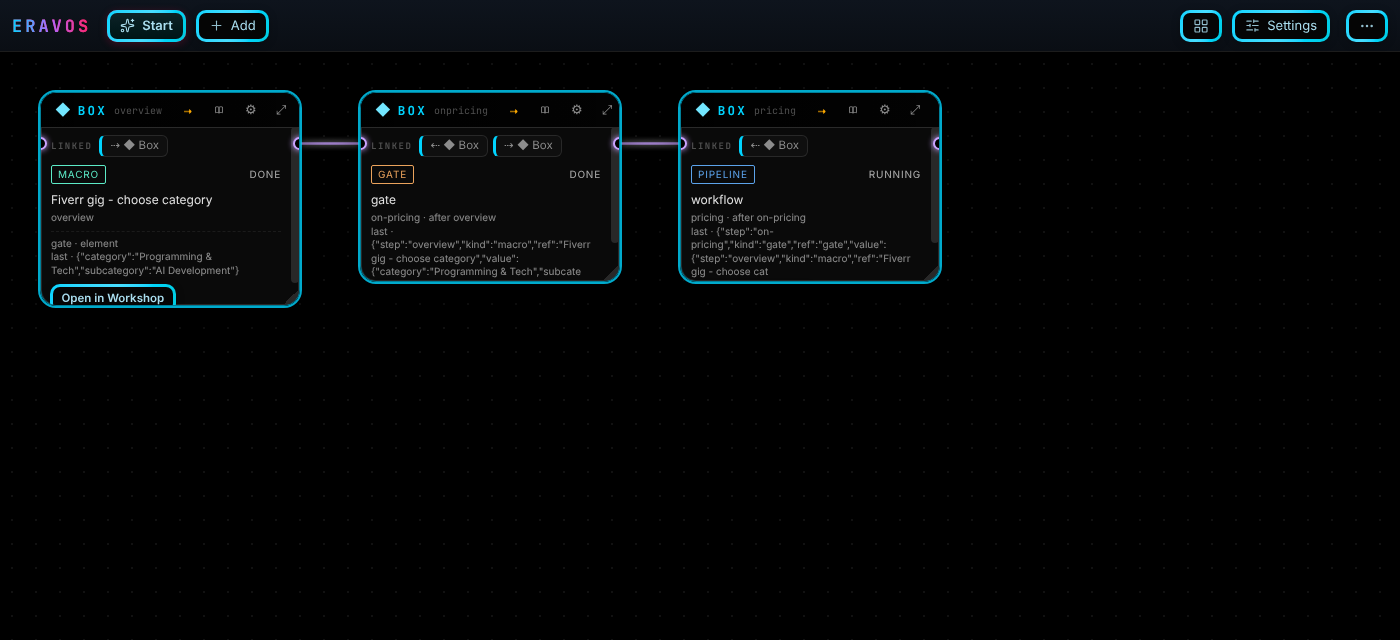 ERAVOS
Start
Add
Settings
BOX overview
LINKED ⇢ ◆ Box
MACRO DONE
Fiverr gig - choose category
overview
gate · element
last · {"category":"Programming &
Tech","subcategory":"AI Development"}
Open in Workshop
BOX onpricing
LINKED ⇠ ◆ Box ⇢ ◆ Box
GATE DONE
gate
on-pricing · after overview
last ·
{"step":"overview","kind":"macro","ref":"Fiverr
gig - choose category","value":
{"category":"Programming & Tech","subcate
BOX pricing
LINKED ⇠ ◆ Box
PIPELINE RUNNING
workflow
pricing · after on-pricing
last · {"step":"on-
pricing","kind":"gate","ref":"gate","value":
{"step":"overview","kind":"macro","ref":"Fiverr
gig - choose cat